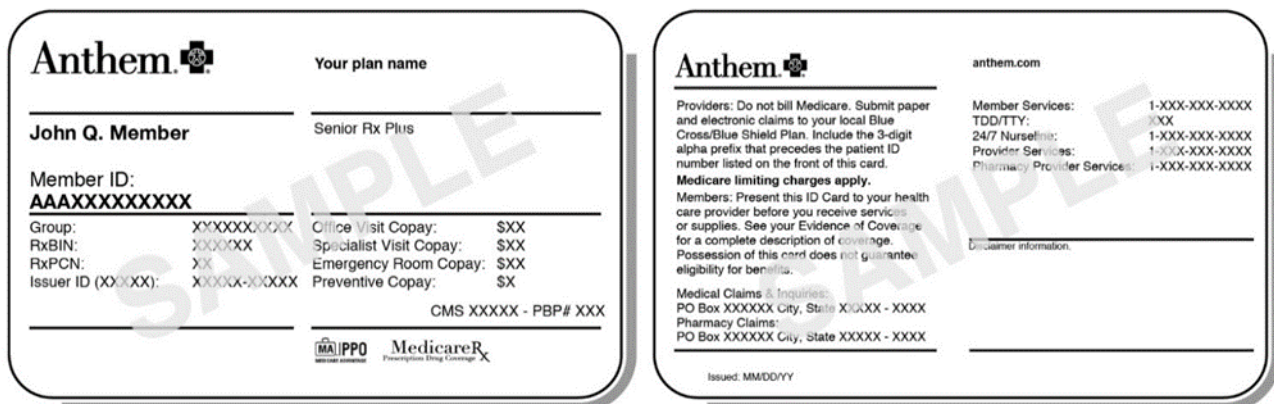 Anthem
Your plan name
John Q. Member
Senior Rx Plus
Member ID:
AAAXXXXXXXXX
Group: XXXXXXXXXX
RxBIN: XXXXXX
RxPCN: XX
Issuer ID (XXXXX): XXXXX-XXXXX
Office Visit Copay: $XX
Specialist Visit Copay: $XX
Emergency Room Copay: $XX
Preventive Copay: $X
CMS XXXXX - PBP# XXX
MA PPO
MEDICARE ADVANTAGE
MedicareRx
Prescription Drug Coverage
SAMPLE
Anthem
Providers: Do not bill Medicare. Submit paper
and electronic claims to your local Blue
Cross/Blue Shield Plan. Include the 3-digit
alpha prefix that precedes the patient ID
number listed on the front of this card.
Medicare limiting charges apply.
Members: Present this ID Card to your health
care provider before you receive services
or supplies. See your Evidence of Coverage
for a complete description of coverage.
Possession of this card does not guarantee
eligibility for benefits.
Medical Claims & Inquiries:
PO Box XXXXXX City, State XXXXX - XXXX
Pharmacy Claims:
PO Box XXXXXX City, State XXXXX - XXXX
Issued: MM/DD/YY
anthem.com
Member Services: 1-XXX-XXX-XXXX
TDD/TTY: XXX
24/7 Nurseline: 1-XXX-XXX-XXXX
Provider Services: 1-XXX-XXX-XXXX
Pharmacy Provider Services: 1-XXX-XXX-XXXX
Disclaimer information.
SAMPLE